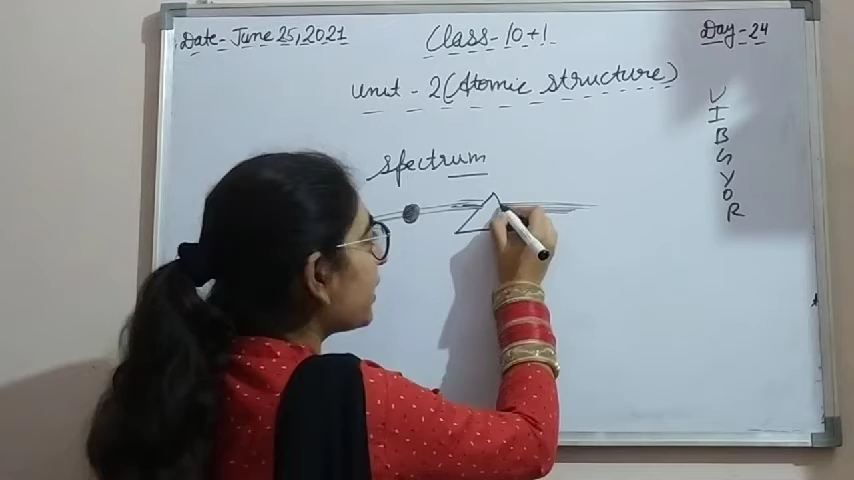 Date- June 25, 2021
Class- 10+1
Day- 24
Unit - 2 (Atomic structure)
spectrum
V
I
B
G
Y
O
R